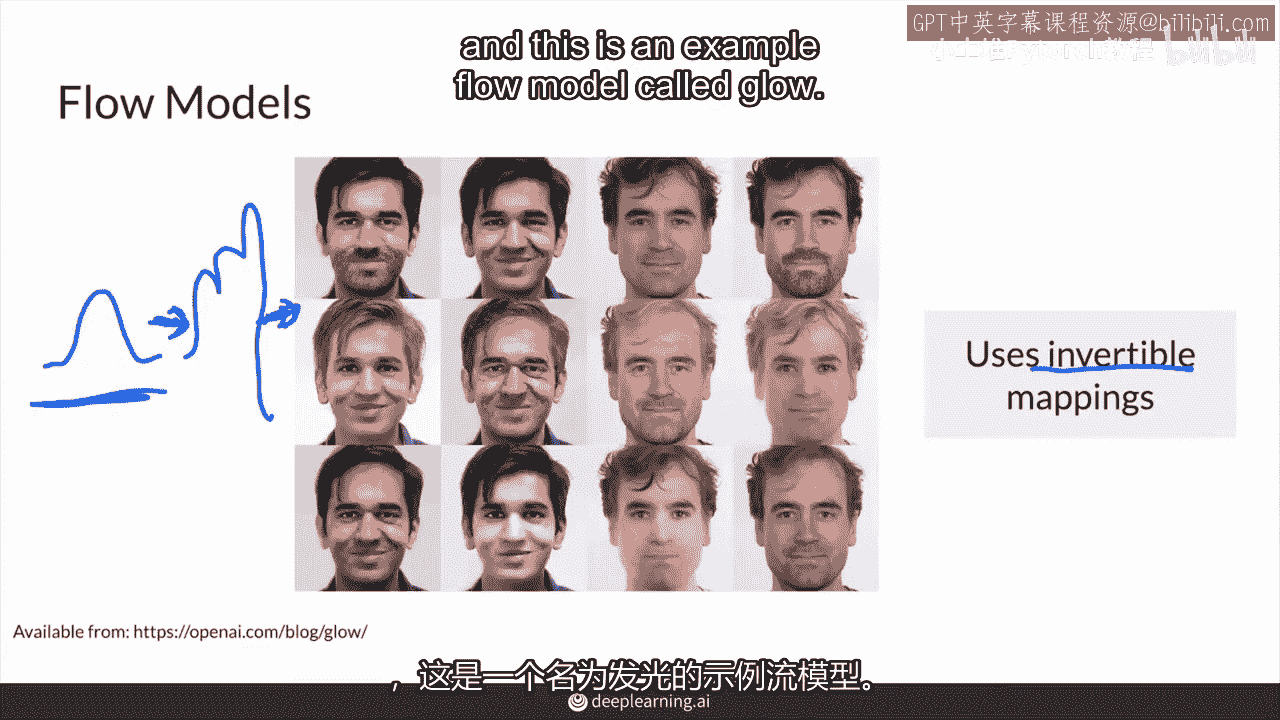 GPT中英字幕课程资源@bilibili.com
and this is an example
flow model called glow.
Flow Models
Uses invertible
mappings
Available from: https://openai.com/blog/glow/
，这是一个名为发光的示例流模型。
deeplearning.ai